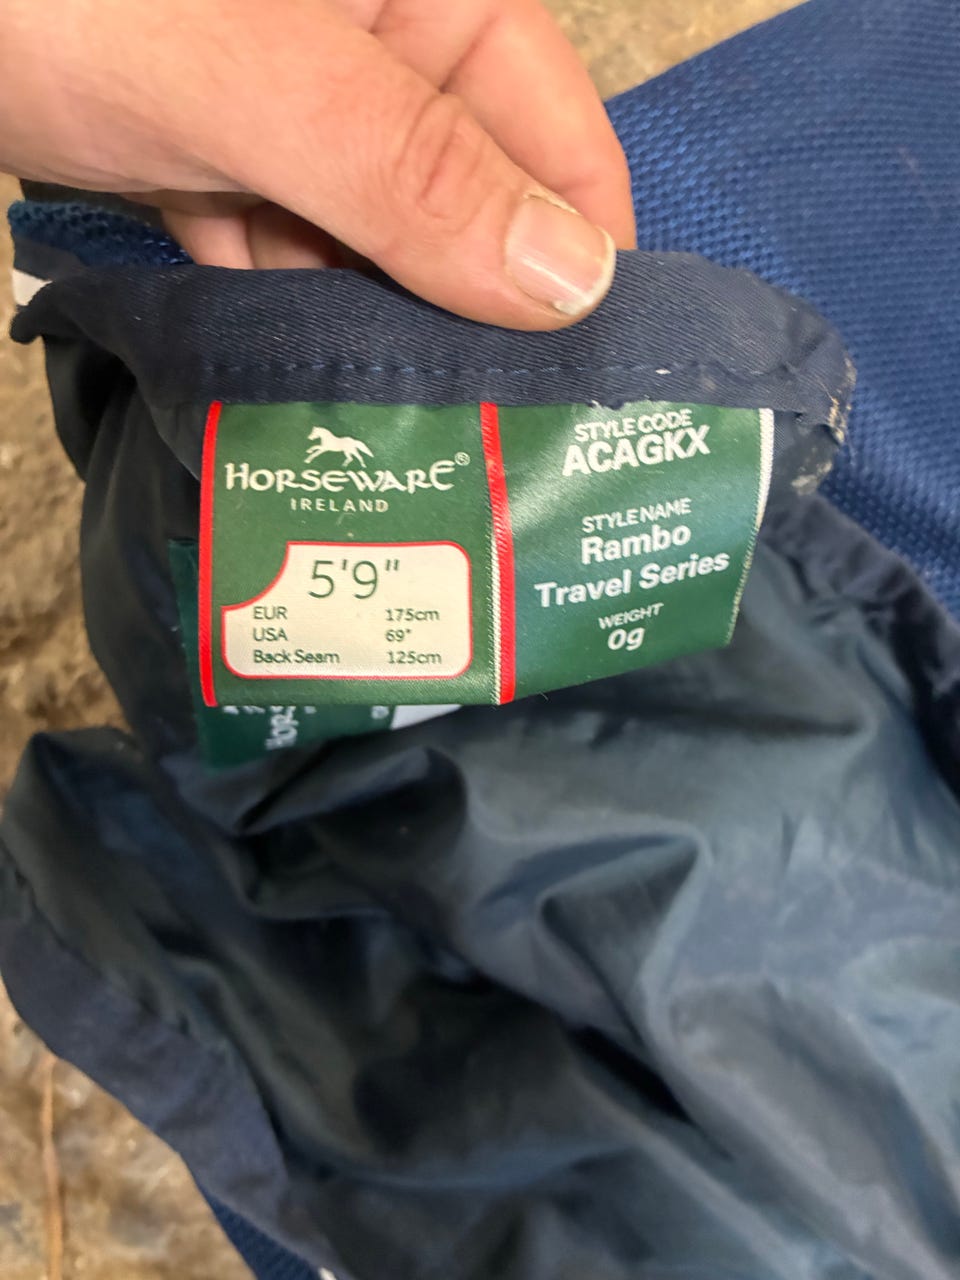 HORSEWARE®
IRELAND
5'9"
EUR 175cm
USA 69"
Back Seam 125cm
STYLE CODE
ACAGKX
STYLE NAME
Rambo
Travel Series
WEIGHT
0g